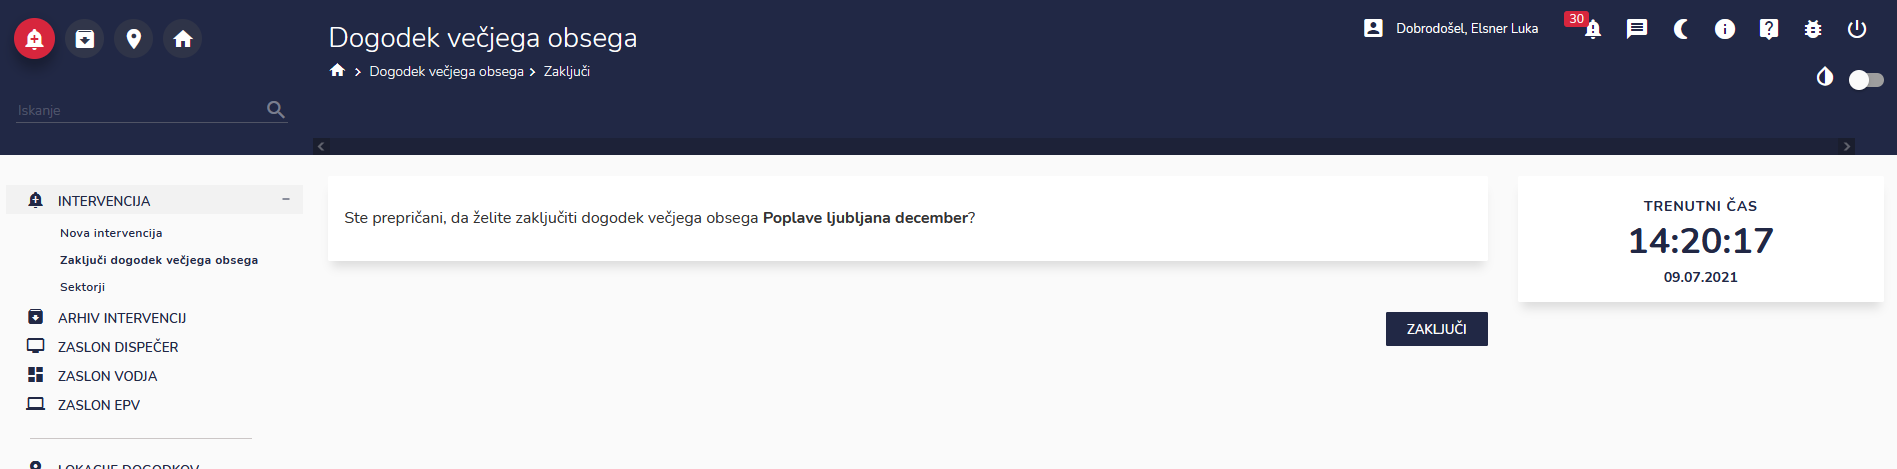 Dogodek večjega obsega
Dogodek večjega obsega
Zaključi
Dobrodošel, Elsner Luka
30
Iskanje
INTERVENCIJA
Nova intervencija
Zaključi dogodek večjega obsega
Sektorji
ARHIV INTERVENCIJ
ZASLON DISPEČER
ZASLON VODJA
ZASLON EPV
LOKACIJE DOGODKOV
Ste prepričani, da želite zaključiti dogodek večjega obsega Poplave ljubljana december?
ZAKLJUČI
TRENUTNI ČAS
14:20:17
09.07.2021